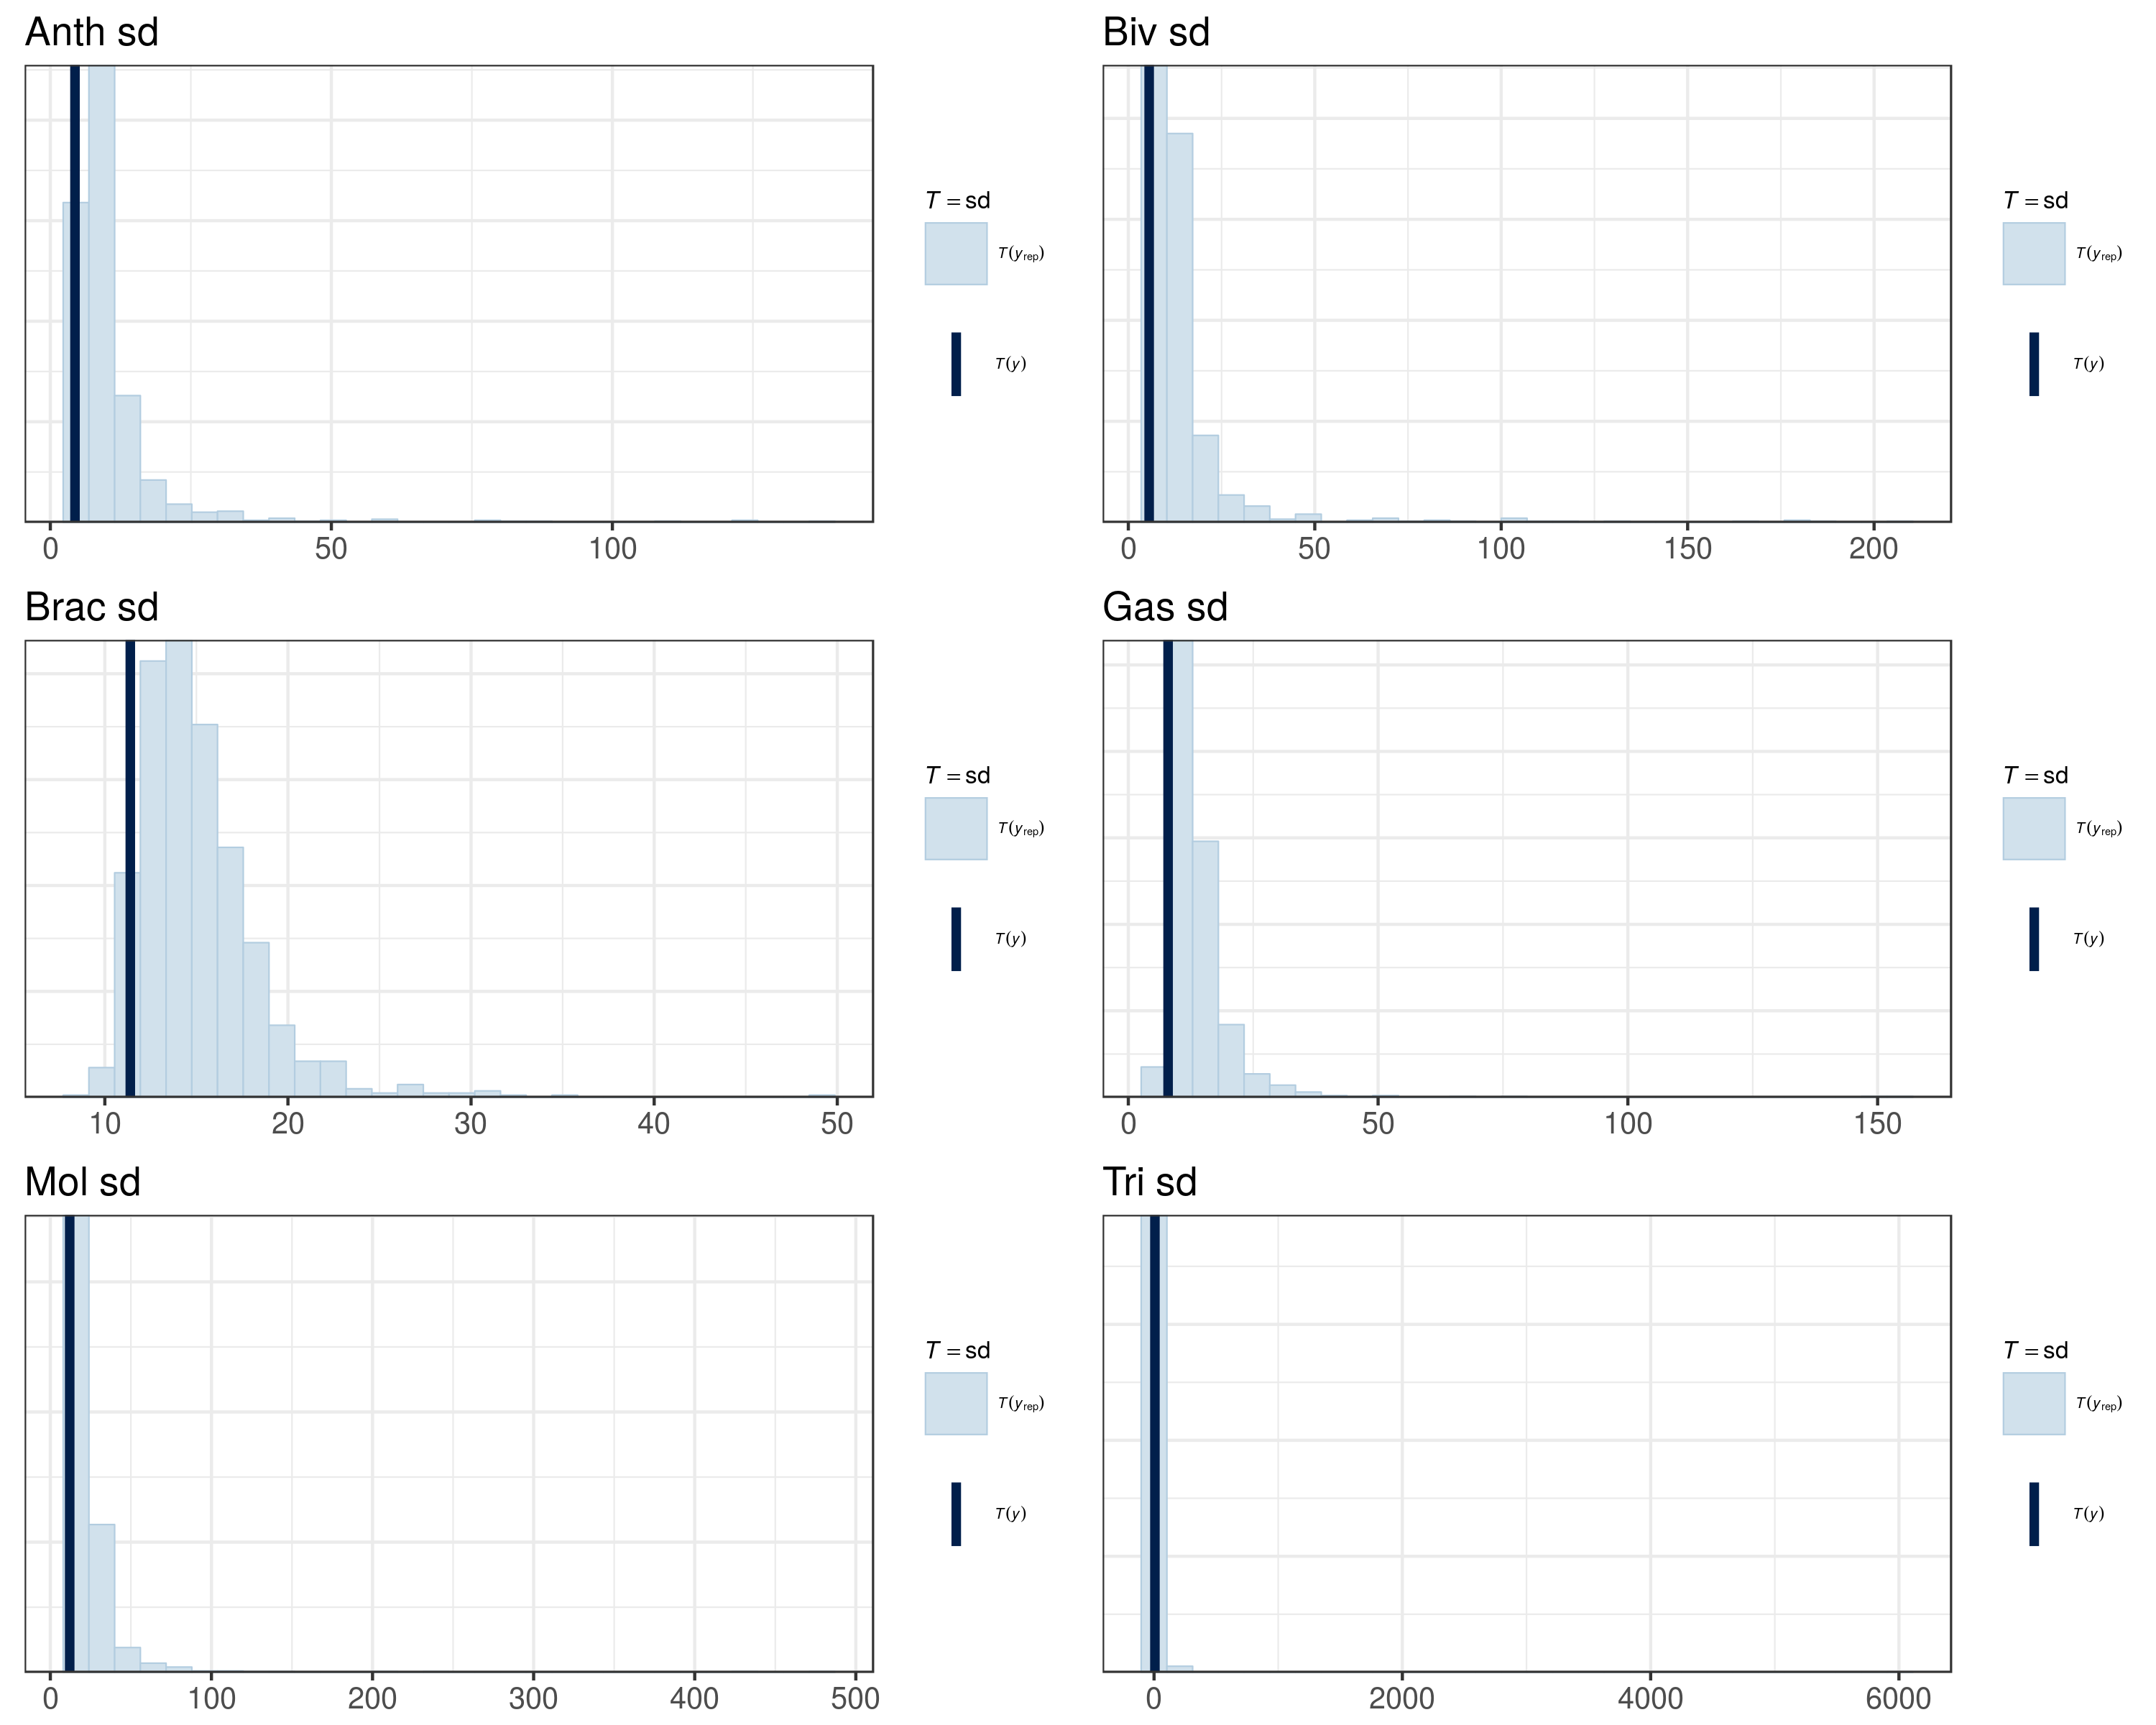 Anth sd
T = sd
T(yrep)
T(y)
0 50 100
Biv sd
T = sd
T(yrep)
T(y)
0 50 100 150 200
Brac sd
T = sd
T(yrep)
T(y)
10 20 30 40 50
Gas sd
T = sd
T(yrep)
T(y)
0 50 100 150
Mol sd
T = sd
T(yrep)
T(y)
0 100 200 300 400 500
Tri sd
T = sd
T(yrep)
T(y)
0 2000 4000 6000